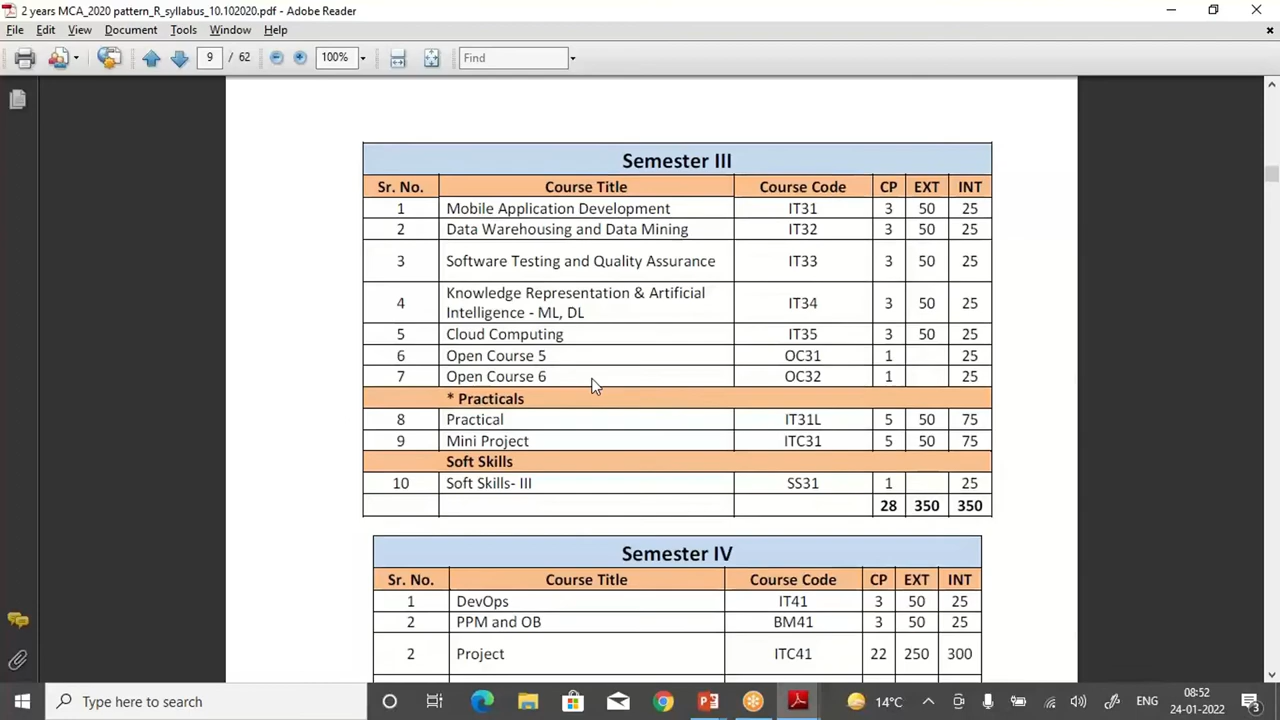 2 years MCA_2020 pattern_R_syllabus_10.102020.pdf - Adobe Reader
File Edit View Document Tools Window Help
9 / 62 100% Find
Semester III
Sr. No. Course Title Course Code CP EXT INT
1 Mobile Application Development IT31 3 50 25
2 Data Warehousing and Data Mining IT32 3 50 25
3 Software Testing and Quality Assurance IT33 3 50 25
4 Knowledge Representation & Artificial Intelligence - ML, DL IT34 3 50 25
5 Cloud Computing IT35 3 50 25
6 Open Course 5 OC31 1 25
7 Open Course 6 OC32 1 25
* Practicals
8 Practical IT31L 5 50 75
9 Mini Project ITC31 5 50 75
Soft Skills
10 Soft Skills- III SS31 1 25
28 350 350
Semester IV
Sr. No. Course Title Course Code CP EXT INT
1 DevOps IT41 3 50 25
2 PPM and OB BM41 3 50 25
2 Project ITC41 22 250 300
Type here to search
14°C ENG 08:52
24-01-2022
3